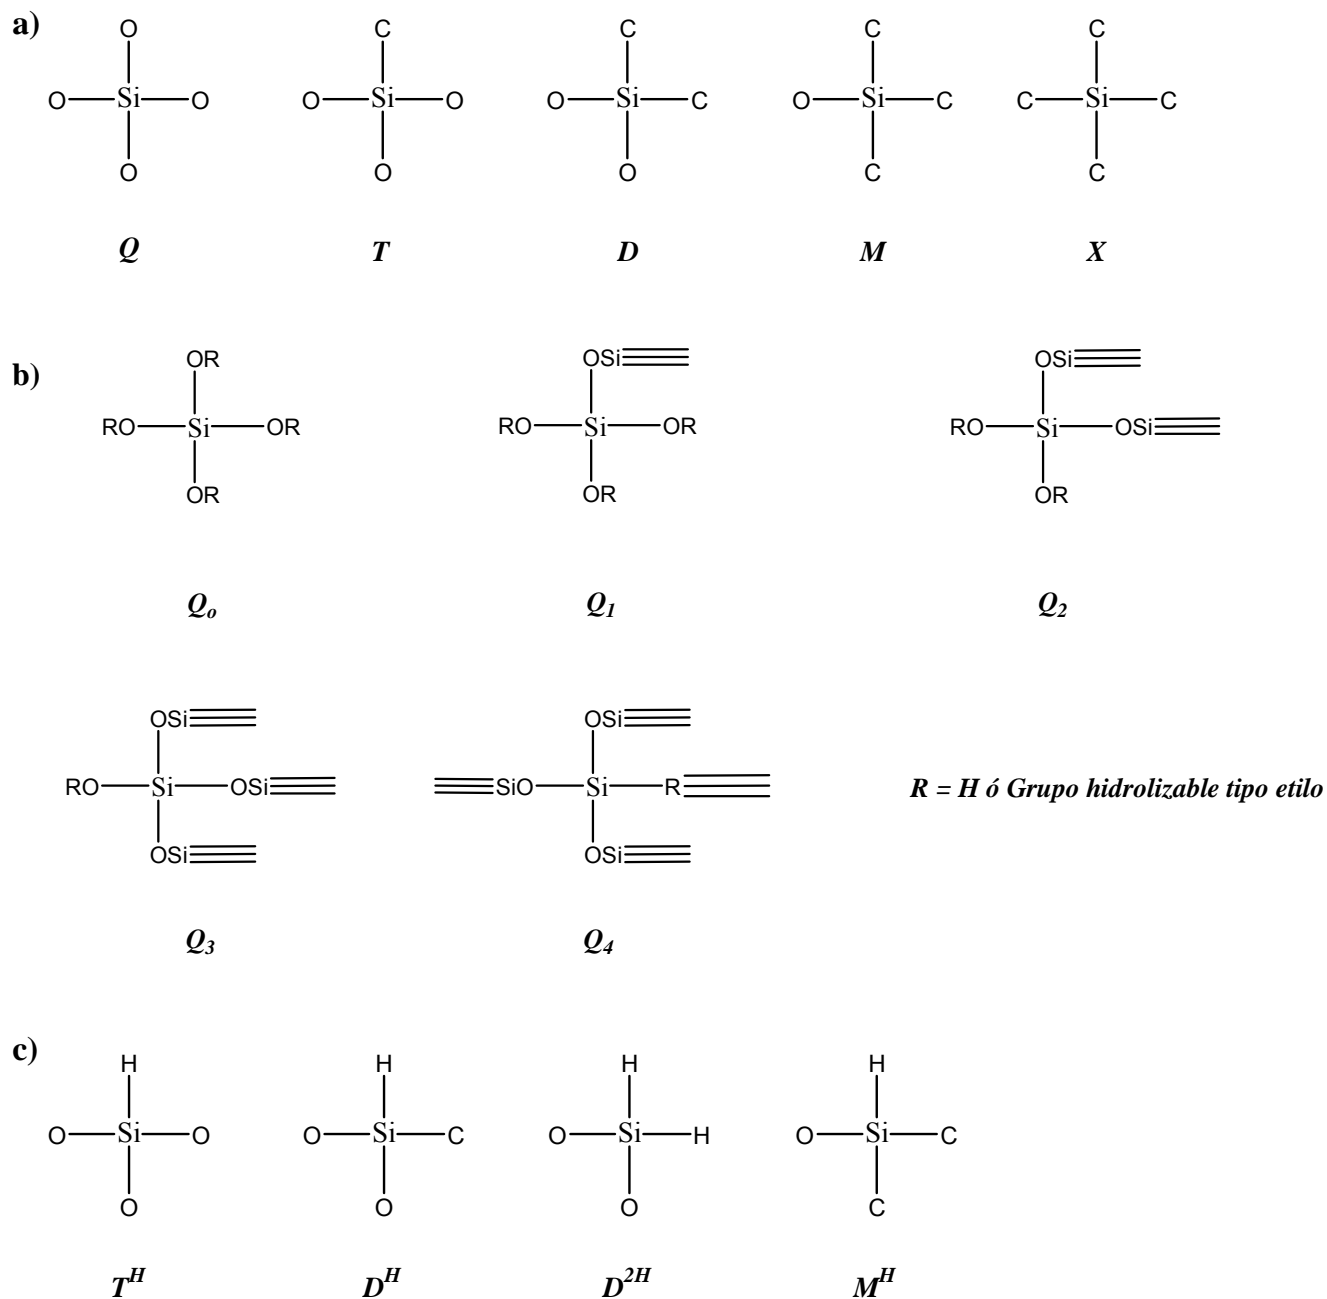 a)
O C C C C
O Si O O Si O O Si C O Si C C Si C
O O O C C
Q T D M X
b)
OR OSi OSi
RO Si OR RO Si OR RO Si OSi
OR OR OR
Qo Q1 Q2
OSi OSi
RO Si OSi SiO Si R R = H ó Grupo hidrolizable tipo etilo
OSi OSi
Q3 Q4
c)
H H H H
O Si O O Si C O Si H O Si C
O O O C
T^H D^H D^2H M^H